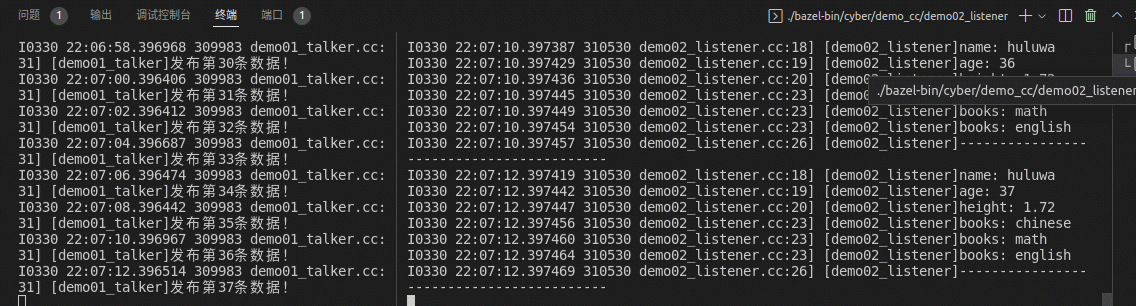 问题 1 输出 调试控制台 终端 端口 1 ./bazel-bin/cyber/demo_cc/demo02_listener
I0330 22:06:58.396968 309983 demo01_talker.cc:
31] [demo01_talker]发布第30条数据!
I0330 22:07:00.396406 309983 demo01_talker.cc:
31] [demo01_talker]发布第31条数据!
I0330 22:07:02.396412 309983 demo01_talker.cc:
31] [demo01_talker]发布第32条数据!
I0330 22:07:04.396687 309983 demo01_talker.cc:
31] [demo01_talker]发布第33条数据!
I0330 22:07:06.396474 309983 demo01_talker.cc:
31] [demo01_talker]发布第34条数据!
I0330 22:07:08.396442 309983 demo01_talker.cc:
31] [demo01_talker]发布第35条数据!
I0330 22:07:10.396967 309983 demo01_talker.cc:
31] [demo01_talker]发布第36条数据!
I0330 22:07:12.396514 309983 demo01_talker.cc:
31] [demo01_talker]发布第37条数据!
I0330 22:07:10.397387 310530 demo02_listener.cc:18] [demo02_listener]name: huluwa
I0330 22:07:10.397429 310530 demo02_listener.cc:19] [demo02_listener]age: 36
I0330 22:07:10.397436 310530 demo02_listener.cc:20] [demo02_listener]height: 1.72
I0330 22:07:10.397445 310530 demo02_listener.cc:23]
./bazel-bin/cyber/demo_cc/demo02_listener
I0330 22:07:10.397449 310530 demo02_listener.cc:23] [demo02_listener]books: math
I0330 22:07:10.397454 310530 demo02_listener.cc:23] [demo02_listener]books: english
I0330 22:07:10.397457 310530 demo02_listener.cc:26] [demo02_listener]----------------
-------------------------
I0330 22:07:12.397419 310530 demo02_listener.cc:18] [demo02_listener]name: huluwa
I0330 22:07:12.397442 310530 demo02_listener.cc:19] [demo02_listener]age: 37
I0330 22:07:12.397447 310530 demo02_listener.cc:20] [demo02_listener]height: 1.72
I0330 22:07:12.397456 310530 demo02_listener.cc:23] [demo02_listener]books: chinese
I0330 22:07:12.397460 310530 demo02_listener.cc:23] [demo02_listener]books: math
I0330 22:07:12.397464 310530 demo02_listener.cc:23] [demo02_listener]books: english
I0330 22:07:12.397469 310530 demo02_listener.cc:26] [demo02_listener]----------------
-------------------------